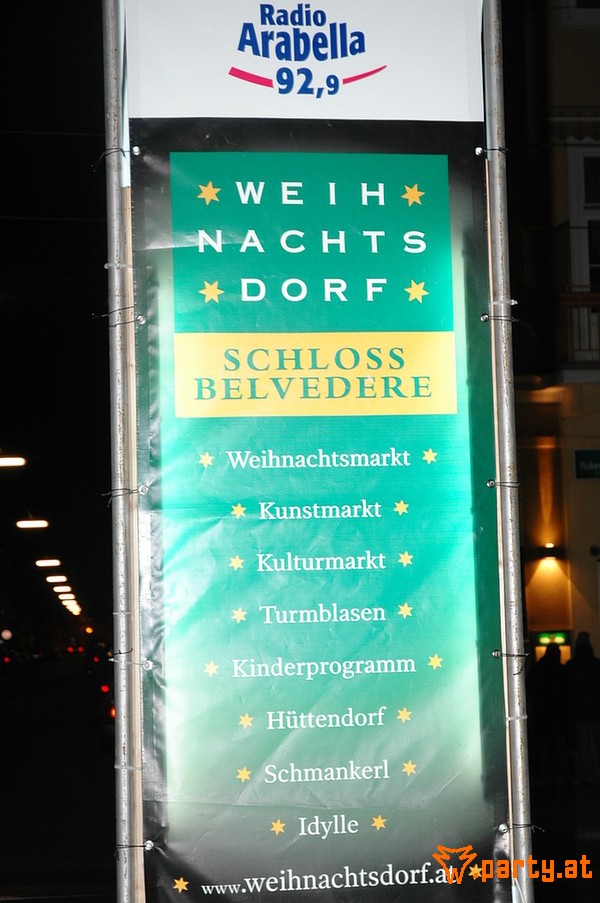 Radio
Arabella
92,9
WEIH
NACHTS
DORF
SCHLOSS
BELVEDERE
Weihnachtsmarkt
Kunstmarkt
Kulturmarkt
Turmblasen
Kinderprogramm
Hüttendorf
Schmankerl
Idylle
www.weihnachtsdorf.at
party.at